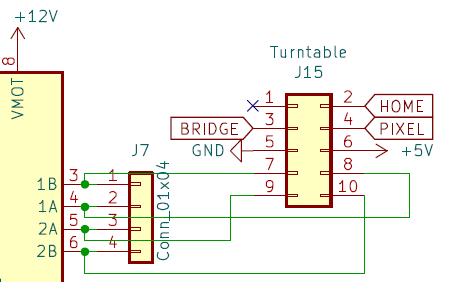 +12V
8
VMOT
Turntable
J15
1 2
HOME
BRIDGE
3 4
PIXEL
GND
5 6
+5V
J7
7 8
1B 3 1
9 10
1A 4 2
2A 5 3
2B 6 4
Conn_01x04